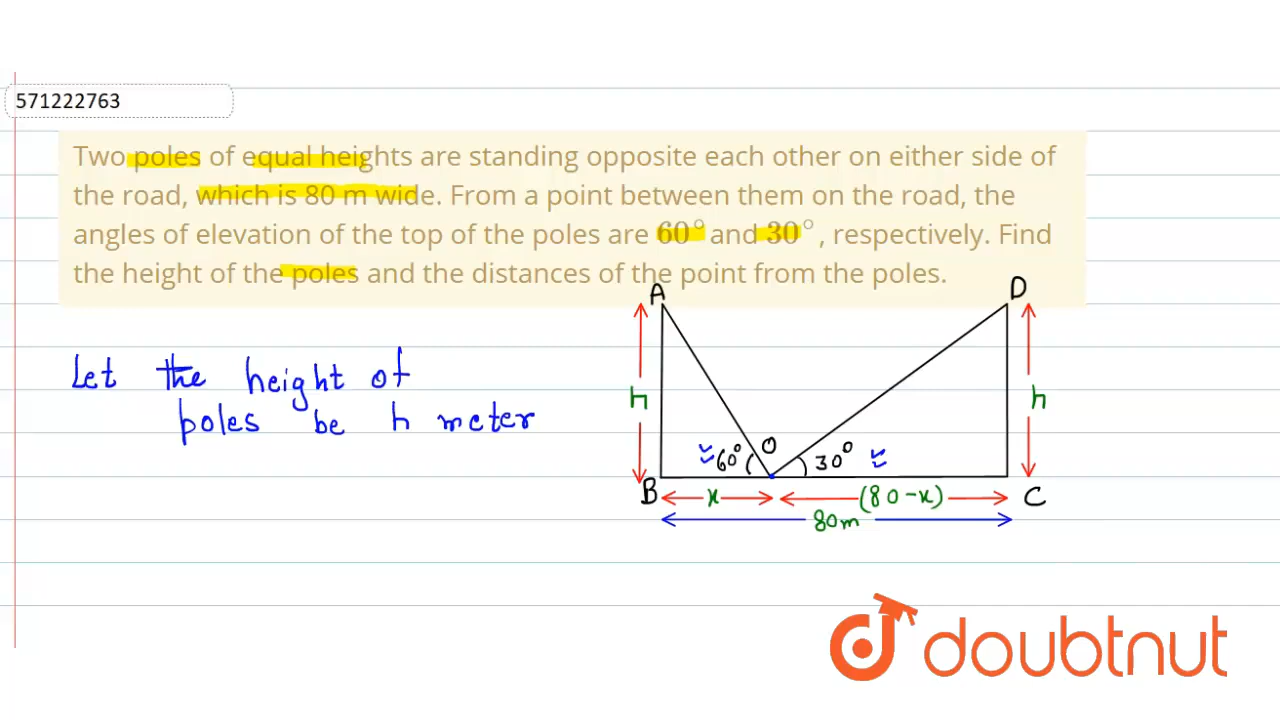 571222763
Two poles of equal heights are standing opposite each other on either side of
the road, which is 80 m wide. From a point between them on the road, the
angles of elevation of the top of the poles are 60° and 30°, respectively. Find
the height of the poles and the distances of the point from the poles.
A
D
Let the height of
poles be h meter
h
h
60°
O
30°
B
x
(80-x)
C
80m
doubtnut